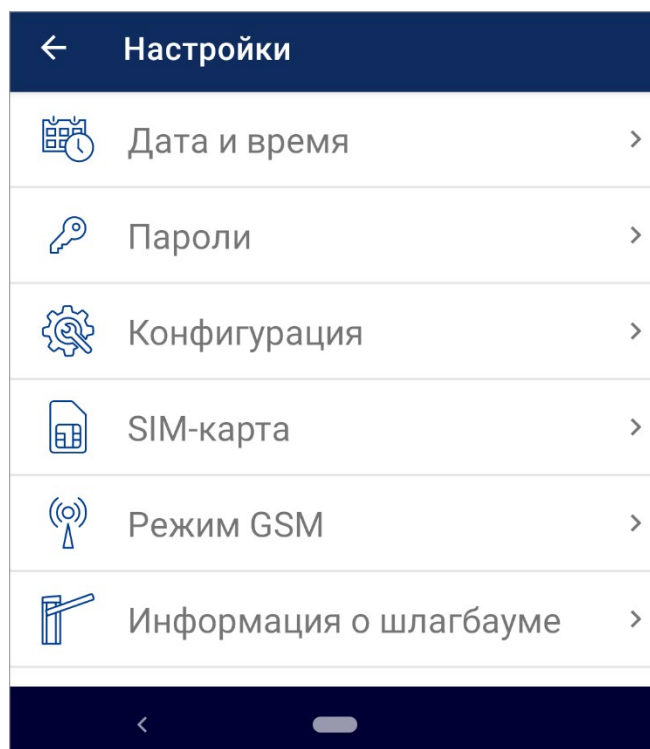 Настройки
Дата и время
Пароли
Конфигурация
SIM-карта
Режим GSM
Информация о шлагбауме